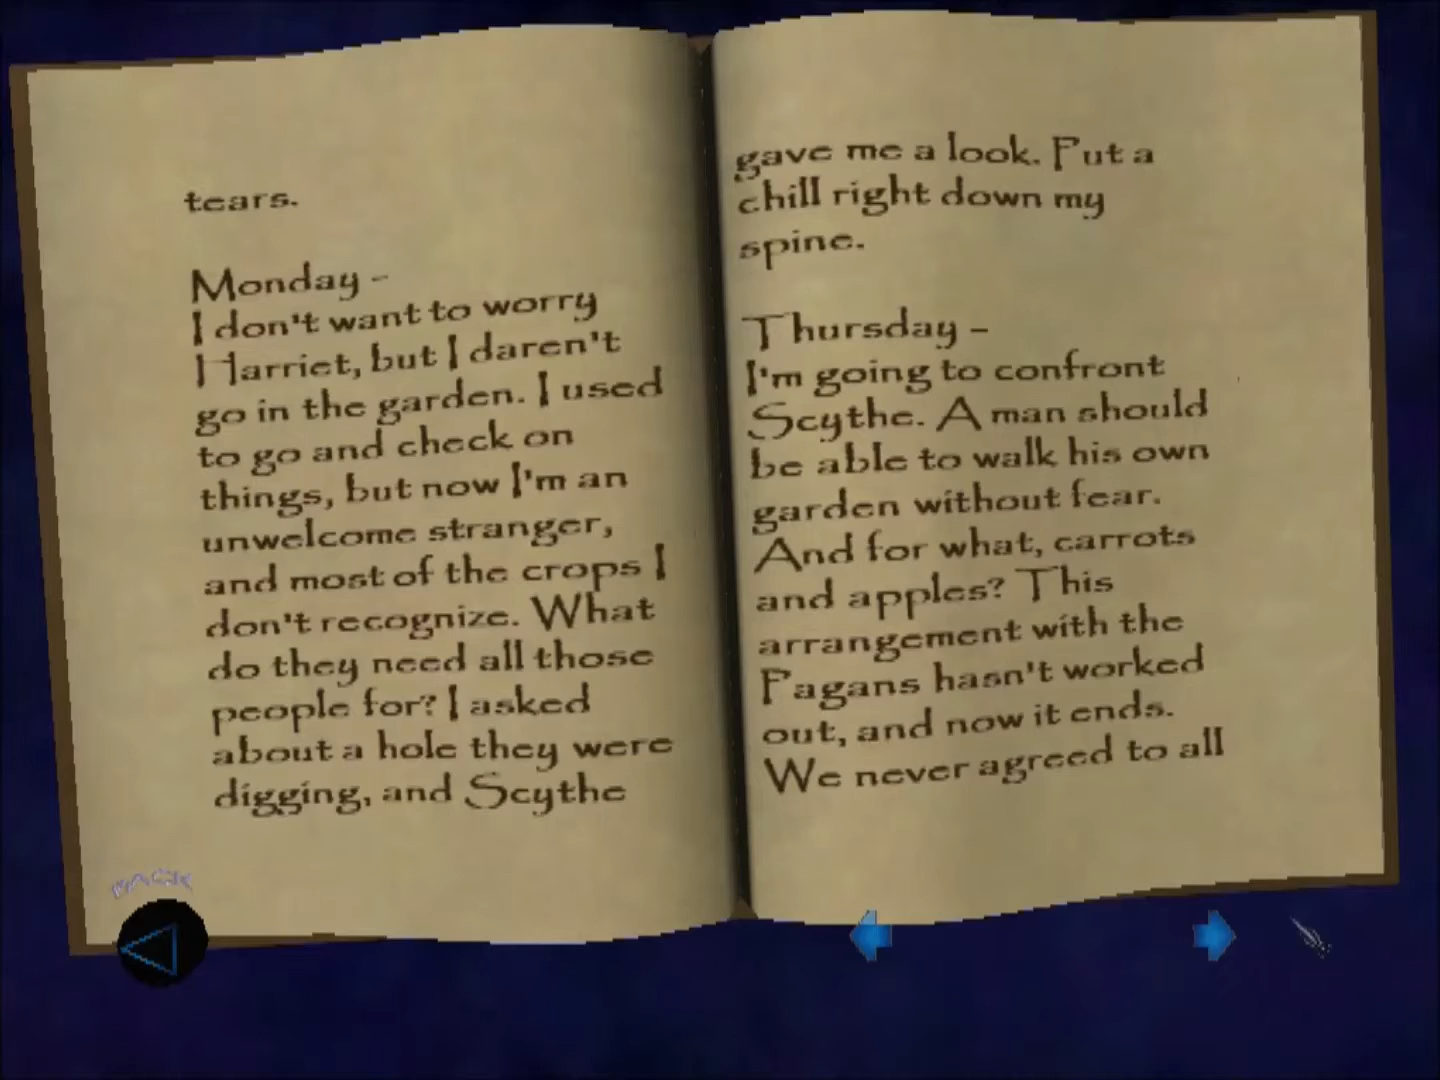 tears.
Monday -
I don't want to worry
Harriet, but I daren't
go in the garden. I used
to go and check on
things, but now I'm an
unwelcome stranger,
and most of the crops I
don't recognize. What
do they need all those
people for? I asked
about a hole they were
digging, and Scythe
gave me a look. Put a
chill right down my
spine.
Thursday -
I'm going to confront
Scythe. A man should
be able to walk his own
garden without fear.
And for what, carrots
and apples? This
arrangement with the
Pagans hasn't worked
out, and now it ends.
We never agreed to all
BACK